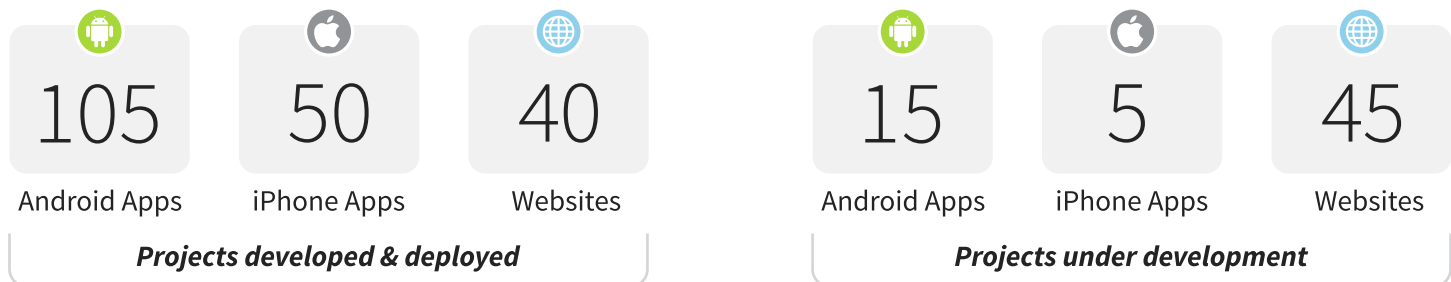 105 50 40 15 5 45
Android Apps iPhone Apps Websites Android Apps iPhone Apps Websites
Projects developed & deployed Projects under development